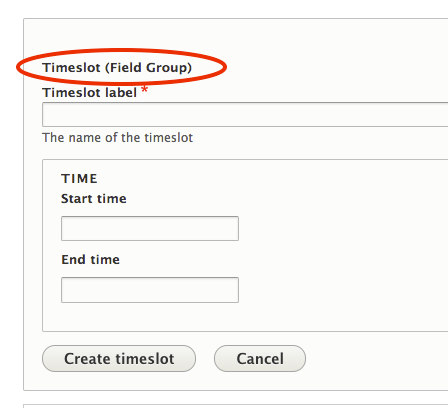 Timeslot (Field Group)
Timeslot label *
The name of the timeslot
TIME
Start time
End time
Create timeslot Cancel